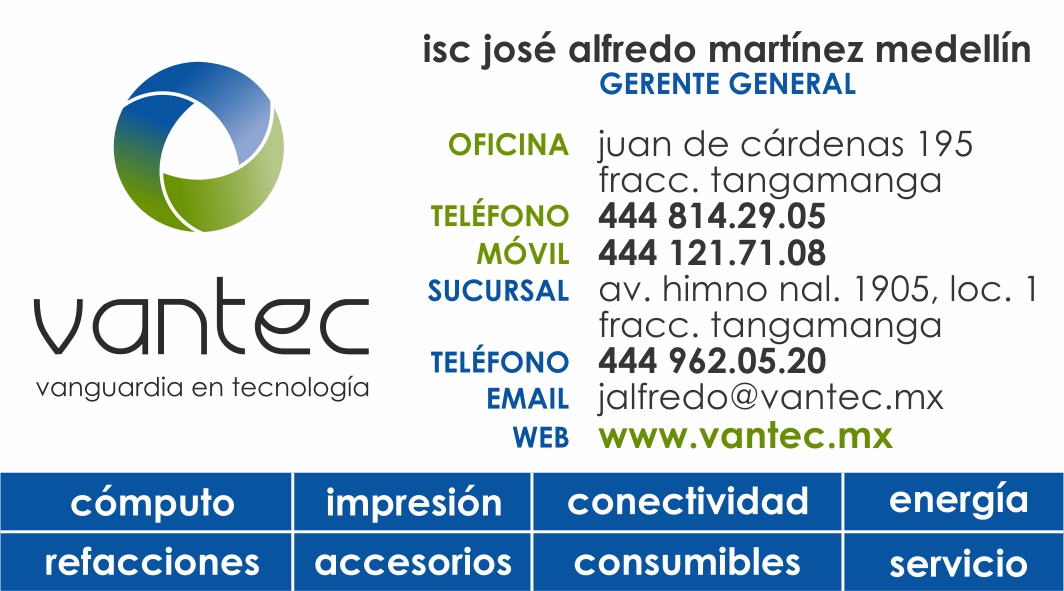 vantec
vanguardia en tecnología
isc josé alfredo martínez medellín
GERENTE GENERAL
OFICINA juan de cárdenas 195
fracc. tangamanga
TELÉFONO 444 814.29.05
MÓVIL 444 121.71.08
SUCURSAL av. himno nal. 1905, loc. 1
fracc. tangamanga
TELÉFONO 444 962.05.20
EMAIL jalfredo@vantec.mx
WEB www.vantec.mx
cómputo impresión conectividad energía
refacciones accesorios consumibles servicio